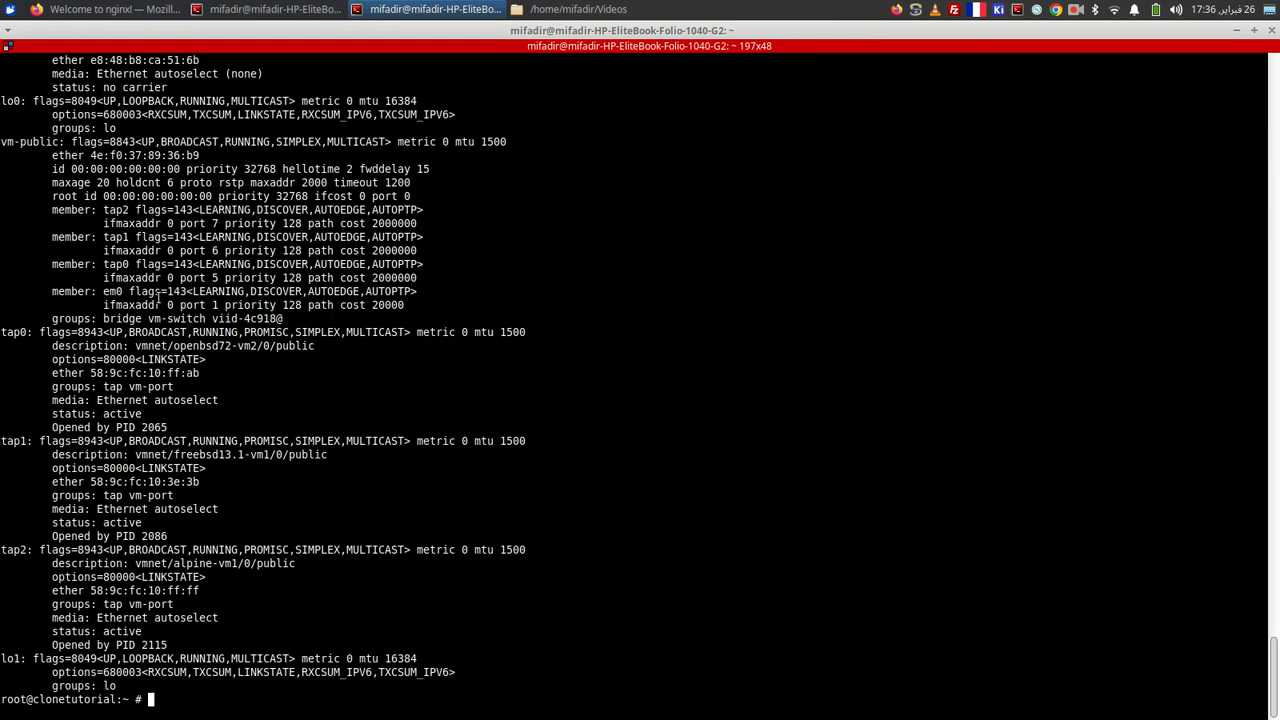 Welcome to nginx! — Mozill...
mifadir@mifadir-HP-EliteBo...
mifadir@mifadir-HP-EliteBo...
/home/mifadir/Videos
Ki
17:36 ,26 فبراير
mifadir@mifadir-HP-EliteBook-Folio-1040-G2: ~
mifadir@mifadir-HP-EliteBook-Folio-1040-G2: ~ 197x48
ether e8:48:b8:ca:51:6b
media: Ethernet autoselect (none)
status: no carrier
lo0: flags=8049<UP,LOOPBACK,RUNNING,MULTICAST> metric 0 mtu 16384
options=680003<RXCSUM,TXCSUM,LINKSTATE,RXCSUM_IPV6,TXCSUM_IPV6>
groups: lo
vm-public: flags=8843<UP,BROADCAST,RUNNING,SIMPLEX,MULTICAST> metric 0 mtu 1500
ether 4e:f0:37:89:36:b9
id 00:00:00:00:00:00 priority 32768 hellotime 2 fwddelay 15
maxage 20 holdcnt 6 proto rstp maxaddr 2000 timeout 1200
root id 00:00:00:00:00:00 priority 32768 ifcost 0 port 0
member: tap2 flags=143<LEARNING,DISCOVER,AUTOEDGE,AUTOPTP>
ifmaxaddr 0 port 7 priority 128 path cost 2000000
member: tap1 flags=143<LEARNING,DISCOVER,AUTOEDGE,AUTOPTP>
ifmaxaddr 0 port 6 priority 128 path cost 2000000
member: tap0 flags=143<LEARNING,DISCOVER,AUTOEDGE,AUTOPTP>
ifmaxaddr 0 port 5 priority 128 path cost 2000000
member: em0 flags=143<LEARNING,DISCOVER,AUTOEDGE,AUTOPTP>
ifmaxaddr 0 port 1 priority 128 path cost 20000
groups: bridge vm-switch viid-4c918@
tap0: flags=8943<UP,BROADCAST,RUNNING,PROMISC,SIMPLEX,MULTICAST> metric 0 mtu 1500
description: vmnet/openbsd72-vm2/0/public
options=80000<LINKSTATE>
ether 58:9c:fc:10:ff:ab
groups: tap vm-port
media: Ethernet autoselect
status: active
Opened by PID 2065
tap1: flags=8943<UP,BROADCAST,RUNNING,PROMISC,SIMPLEX,MULTICAST> metric 0 mtu 1500
description: vmnet/freebsd13.1-vm1/0/public
options=80000<LINKSTATE>
ether 58:9c:fc:10:3e:3b
groups: tap vm-port
media: Ethernet autoselect
status: active
Opened by PID 2086
tap2: flags=8943<UP,BROADCAST,RUNNING,PROMISC,SIMPLEX,MULTICAST> metric 0 mtu 1500
description: vmnet/alpine-vm1/0/public
options=80000<LINKSTATE>
ether 58:9c:fc:10:ff:ff
groups: tap vm-port
media: Ethernet autoselect
status: active
Opened by PID 2115
lo1: flags=8049<UP,LOOPBACK,RUNNING,MULTICAST> metric 0 mtu 16384
options=680003<RXCSUM,TXCSUM,LINKSTATE,RXCSUM_IPV6,TXCSUM_IPV6>
groups: lo
root@clonetutorial:~ #